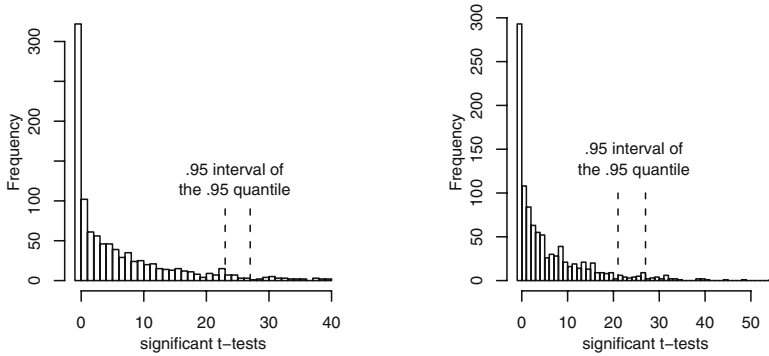 300
200
100
50
0
Frequency
.95 interval of
the .95 quantile
0
10
20
30
40
significant t−tests
300
250
200
150
100
50
0
Frequency
.95 interval of
the .95 quantile
0
10
20
30
40
50
significant t−tests